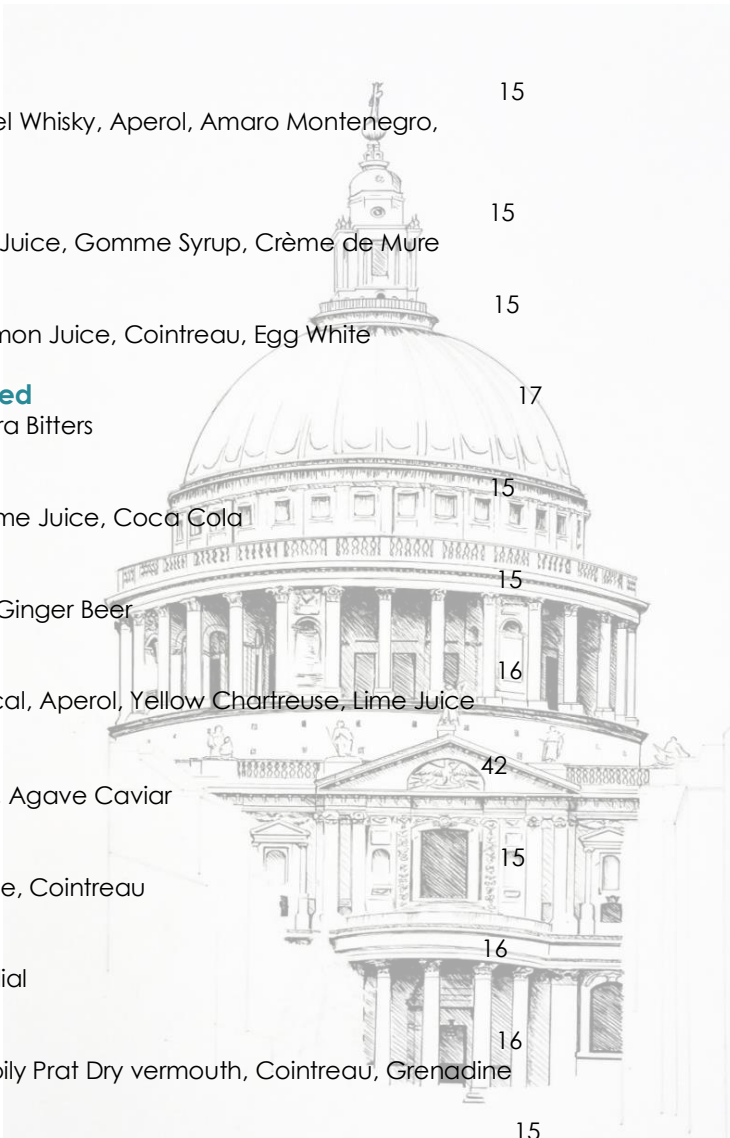 15
el Whisky, Aperol, Amaro Montenegro,
15
Juice, Gomme Syrup, Crème de Mure
15
mon Juice, Cointreau, Egg White
ed 17
ra Bitters
15
me Juice, Coca Cola
15
Ginger Beer
16
cal, Aperol, Yellow Chartreuse, Lime Juice
42
Agave Caviar
15
e, Cointreau
16
ial
16
oily Prat Dry vermouth, Cointreau, Grenadine
15